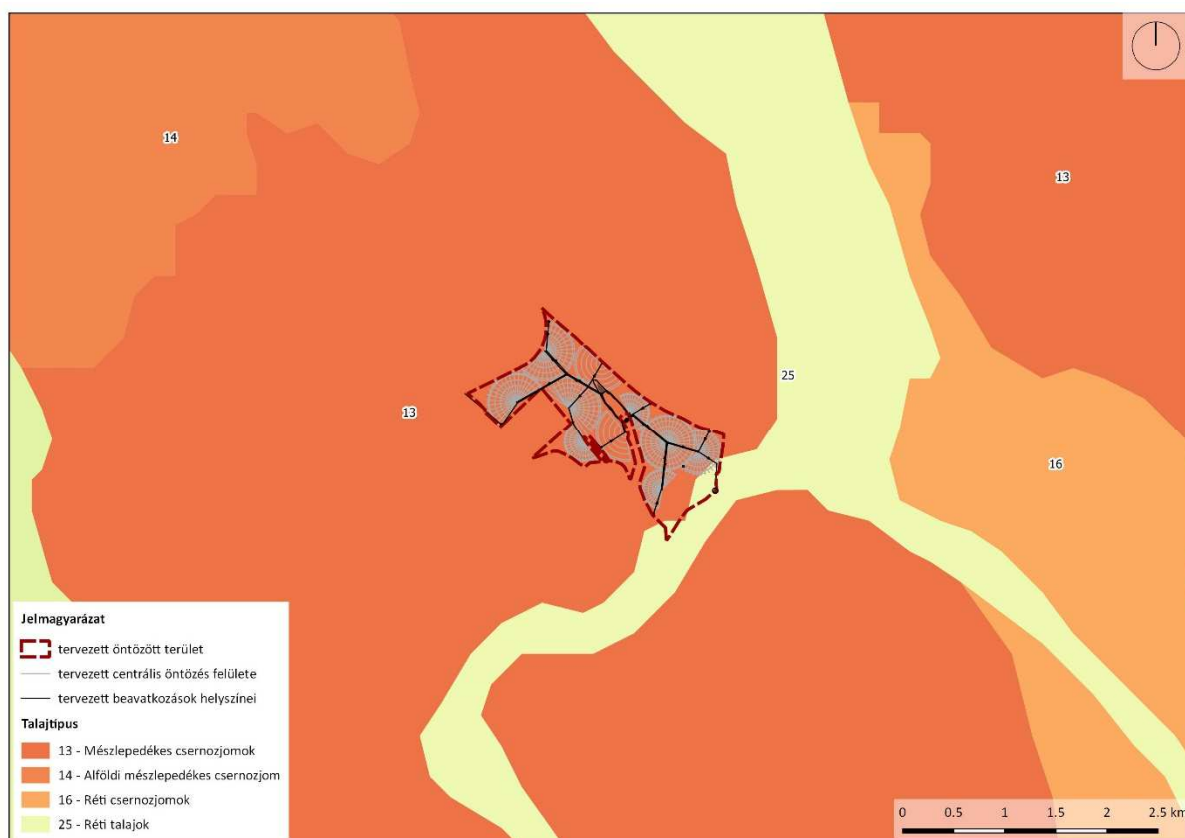 14
13
13
25
16
Jelmagyarázat
tervezett öntözött terület
tervezett centrális öntözés felülete
tervezett beavatkozások helyszínei
Talajtípus
13 - Mészlepedékes csernozjomok
14 - Alföldi mészlepedékes csernozjom
16 - Réti csernozjomok
25 - Réti talajok
0 0.5 1 1.5 2 2.5 km